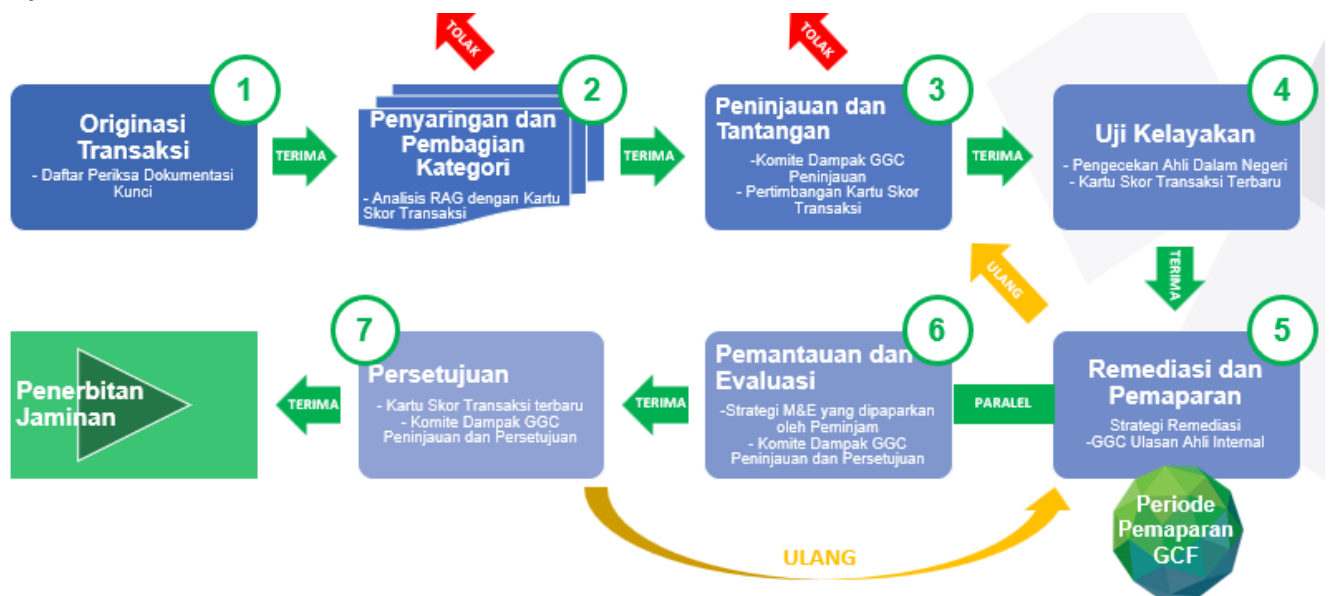 TOLAK
TOLAK
1
Originasi
Transaksi
- Daftar Periksa Dokumentasi
Kunci
TERIMA
2
Penyaringan dan
Pembagian
Kategori
- Analisis RAG dengan Kartu
Skor Transaksi
TERIMA
3
Peninjauan dan
Tantangan
-Komite Dampak GGC
Peninjauan
- Pertimbangan Kartu Skor
Transaksi
TERIMA
4
Uji Kelayakan
- Pengecekan Ahli Dalam Negeri
- Kartu Skor Transaksi Terbaru
TERIMA
ULANG
5
Remediasi dan
Pemaparan
Strategi Remediasi
-GGC Ulasan Ahli Internal
Periode
Pemaparan
GCF
PARALEL
6
Pemantauan dan
Evaluasi
-Strategi M&E yang dipaparkan
oleh Peminjam
- Komite Dampak GGC
Peninjauan dan Persetujuan
TERIMA
7
Persetujuan
- Kartu Skor Transaksi terbaru
- Komite Dampak GGC
Peninjauan dan Persetujuan
TERIMA
Penerbitan
Jaminan
ULANG